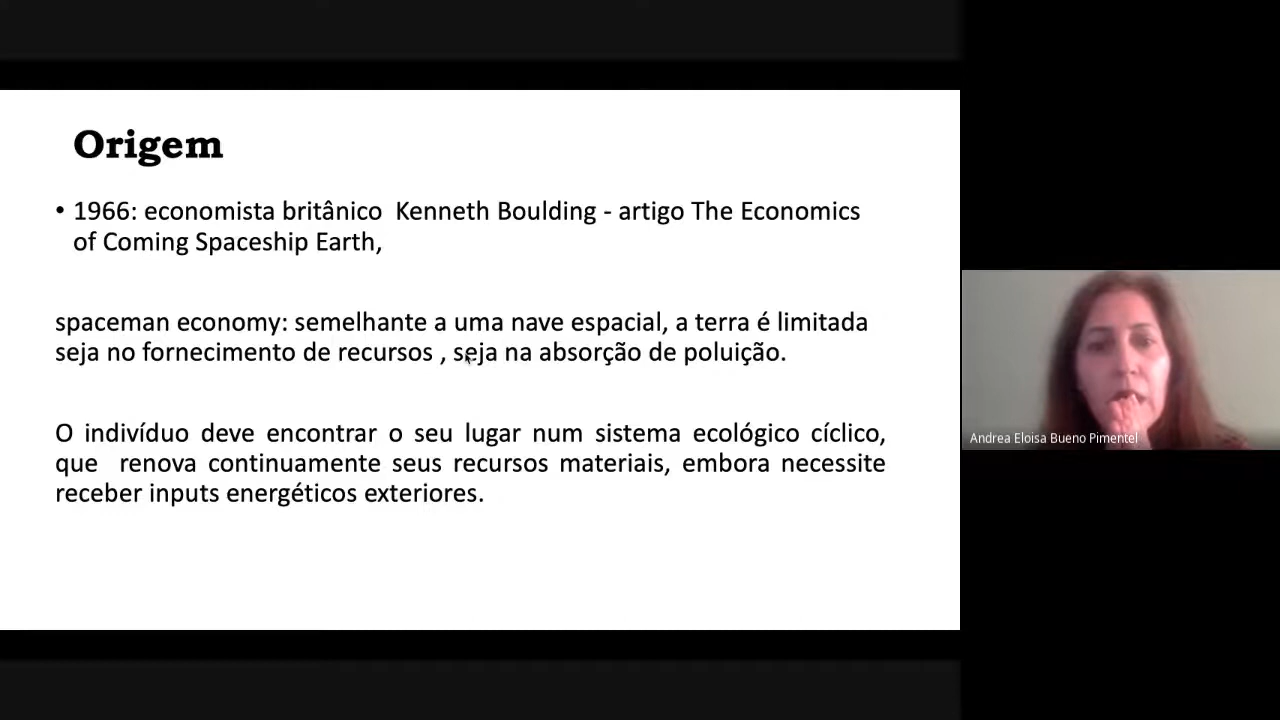 Origem
• 1966: economista britânico  Kenneth Boulding - artigo The Economics
of Coming Spaceship Earth,
spaceman economy: semelhante a uma nave espacial, a terra é limitada
seja no fornecimento de recursos , seja na absorção de poluição.
O indivíduo deve encontrar o seu lugar num sistema ecológico cíclico,
que  renova continuamente seus recursos materiais, embora necessite
receber inputs energéticos exteriores.
Andrea Eloisa Bueno Pimentel